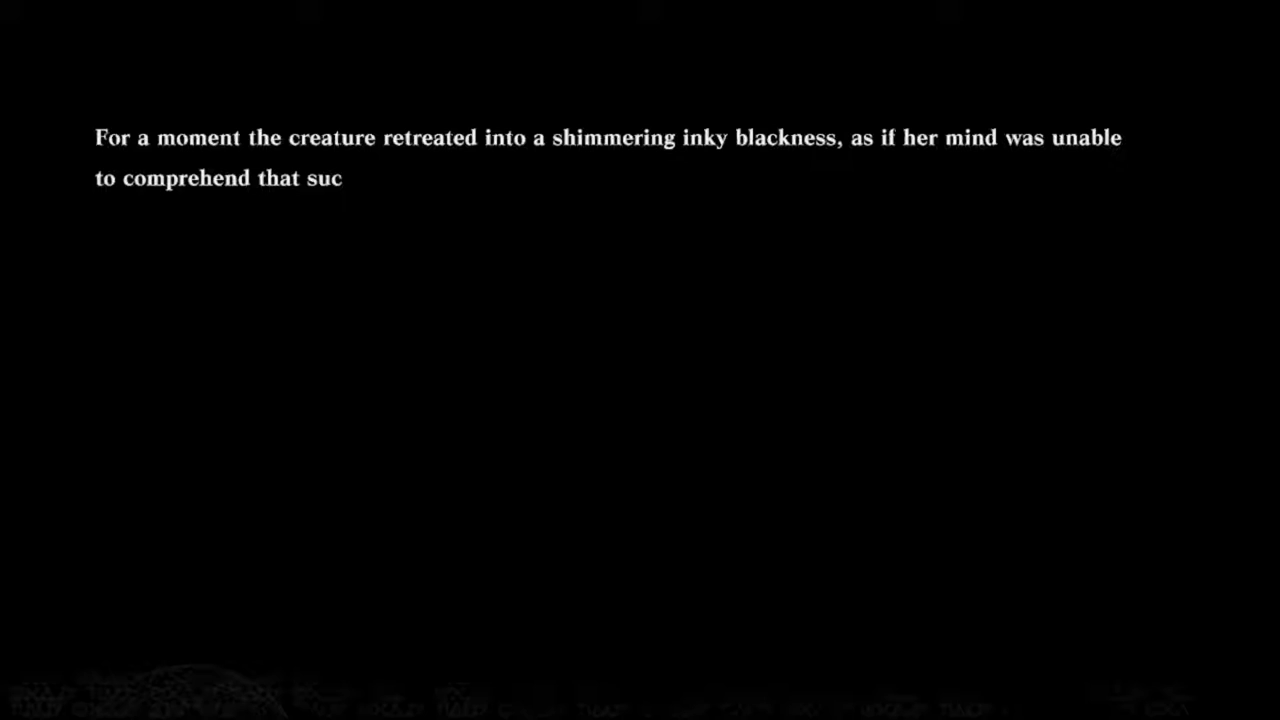 For a moment the creature retreated into a shimmering inky blackness, as if her mind was unable
to comprehend that suc